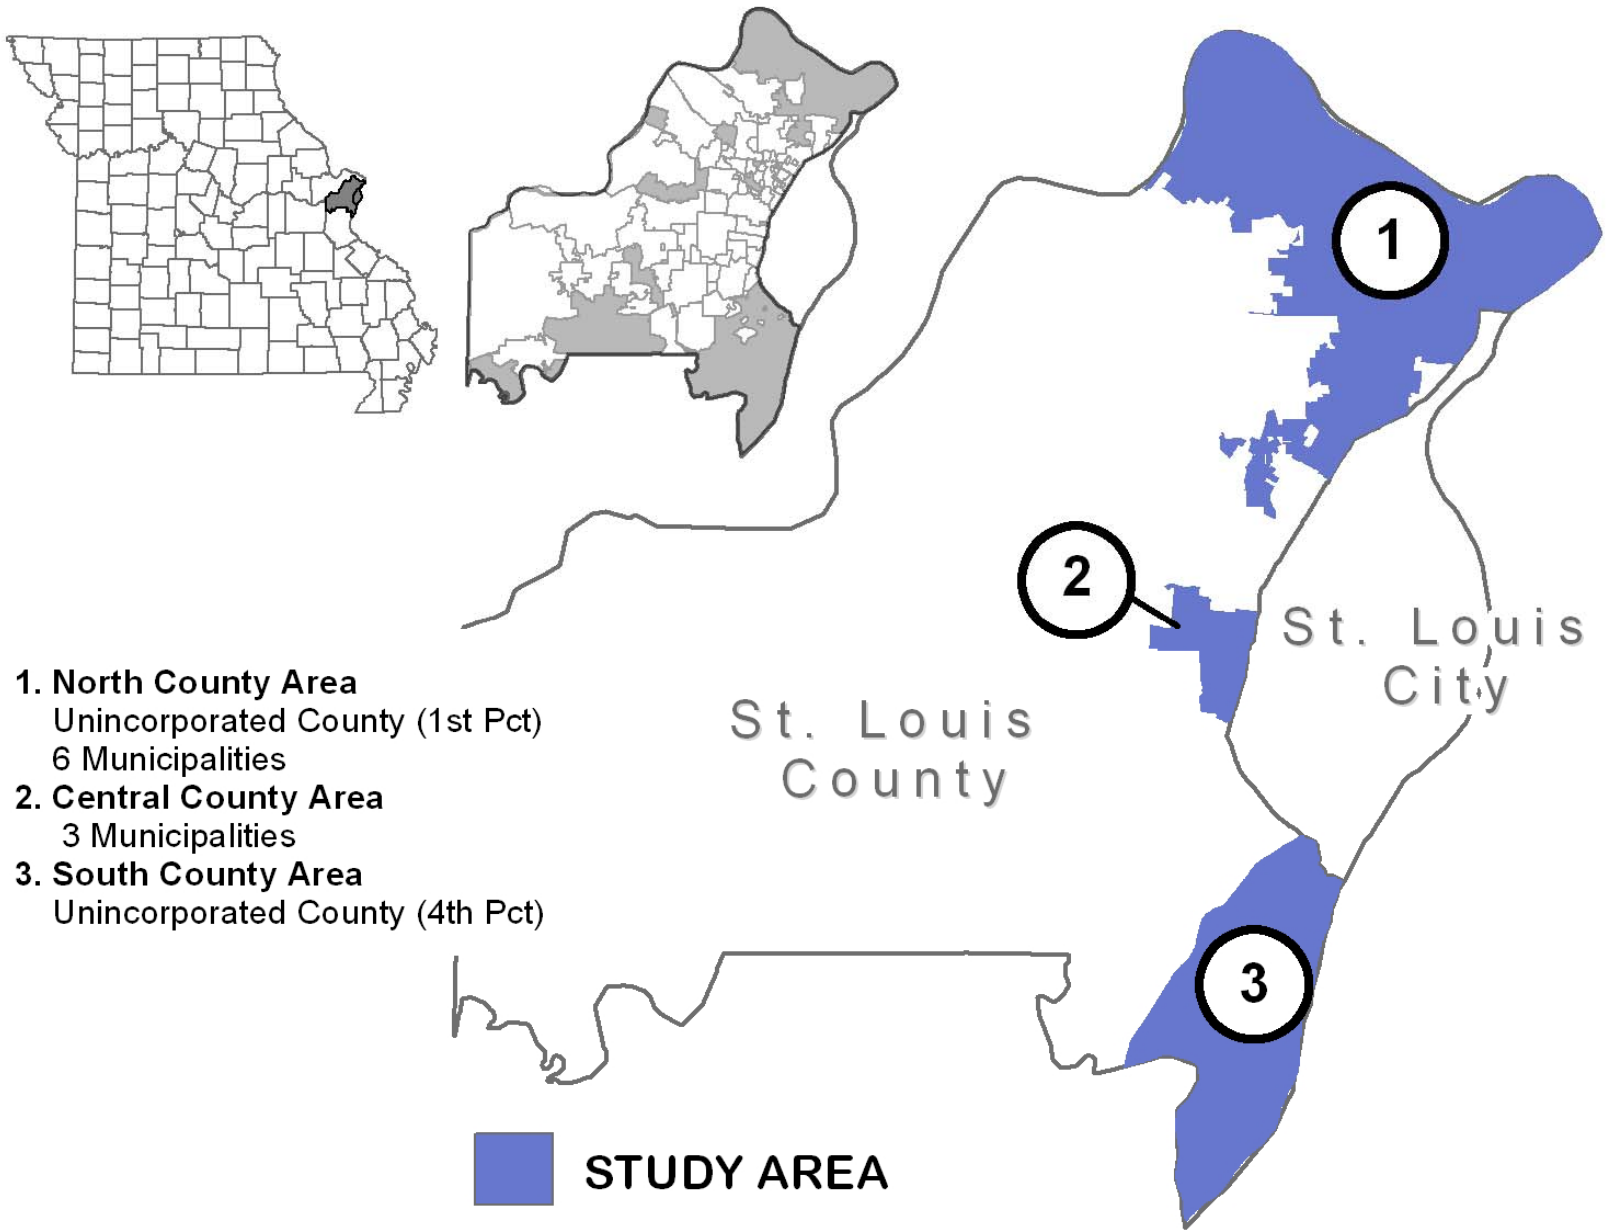 1
2
St. Louis
City
1. North County Area
Unincorporated County (1st Pct)
6 Municipalities
2. Central County Area
3 Municipalities
3. South County Area
Unincorporated County (4th Pct)
St. Louis
County
3
STUDY AREA